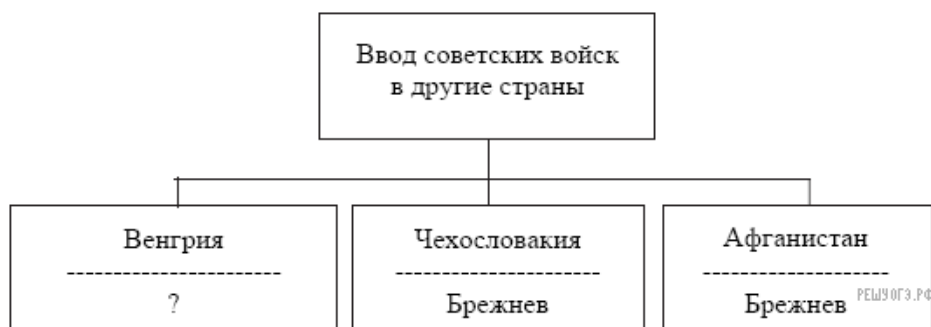 Ввод советских войск
в другие страны
Венгрия
-----------------------
?
Чехословакия
----------------------
Брежнев
Афганистан
--------------------
Брежнев
РЕШУОГЭ.РФ